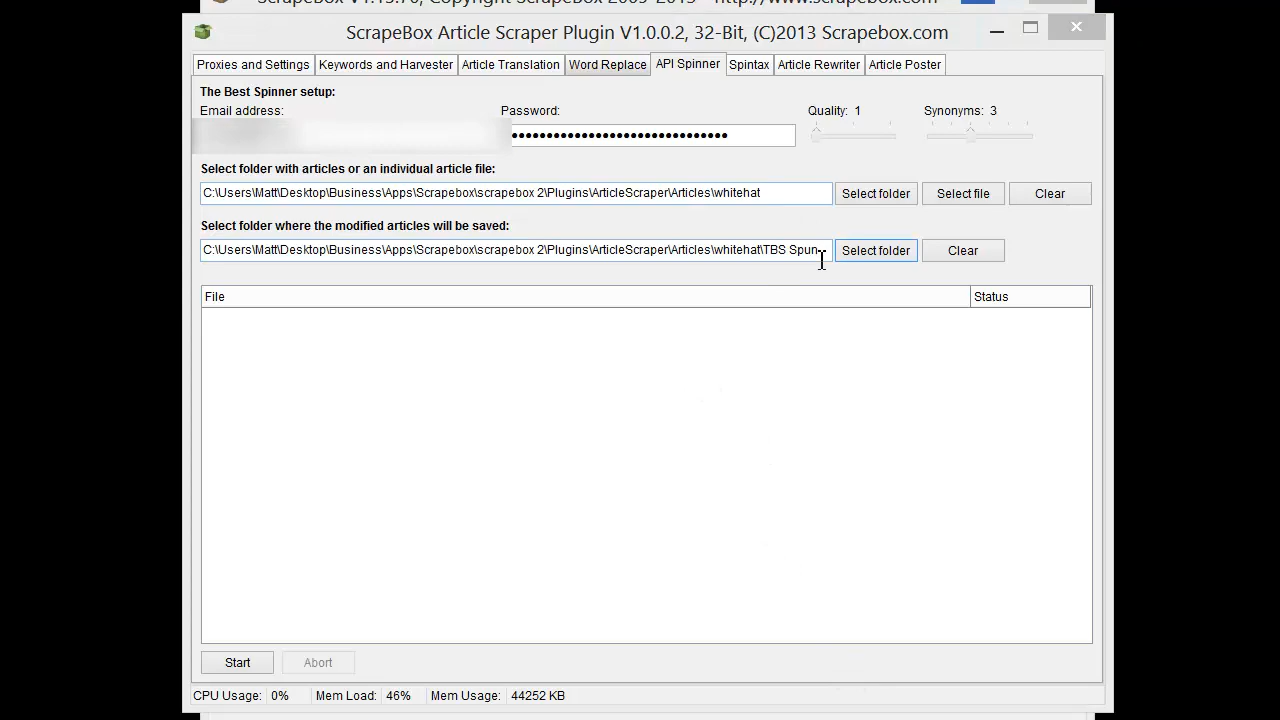 ScrapeBox Article Scraper Plugin V1.0.0.2, 32-Bit, (C)2013 Scrapebox.com
Proxies and Settings Keywords and Harvester Article Translation Word Replace API Spinner Spintax Article Rewriter Article Poster
The Best Spinner setup:
Email address: Password: Quality: 1 Synonyms: 3
•••••••••••••••••••••••••••••••
Select folder with articles or an individual article file:
C:\Users\Matt\Desktop\Business\Apps\Scrapebox\scrapebox 2\Plugins\ArticleScraper\Articles\whitehat Select folder Select file Clear
Select folder where the modified articles will be saved:
C:\Users\Matt\Desktop\Business\Apps\Scrapebox\scrapebox 2\Plugins\ArticleScraper\Articles\whitehat\TBS Spun Select folder Clear
File Status
Start Abort
CPU Usage: 0% Mem Load: 46% Mem Usage: 44252 KB